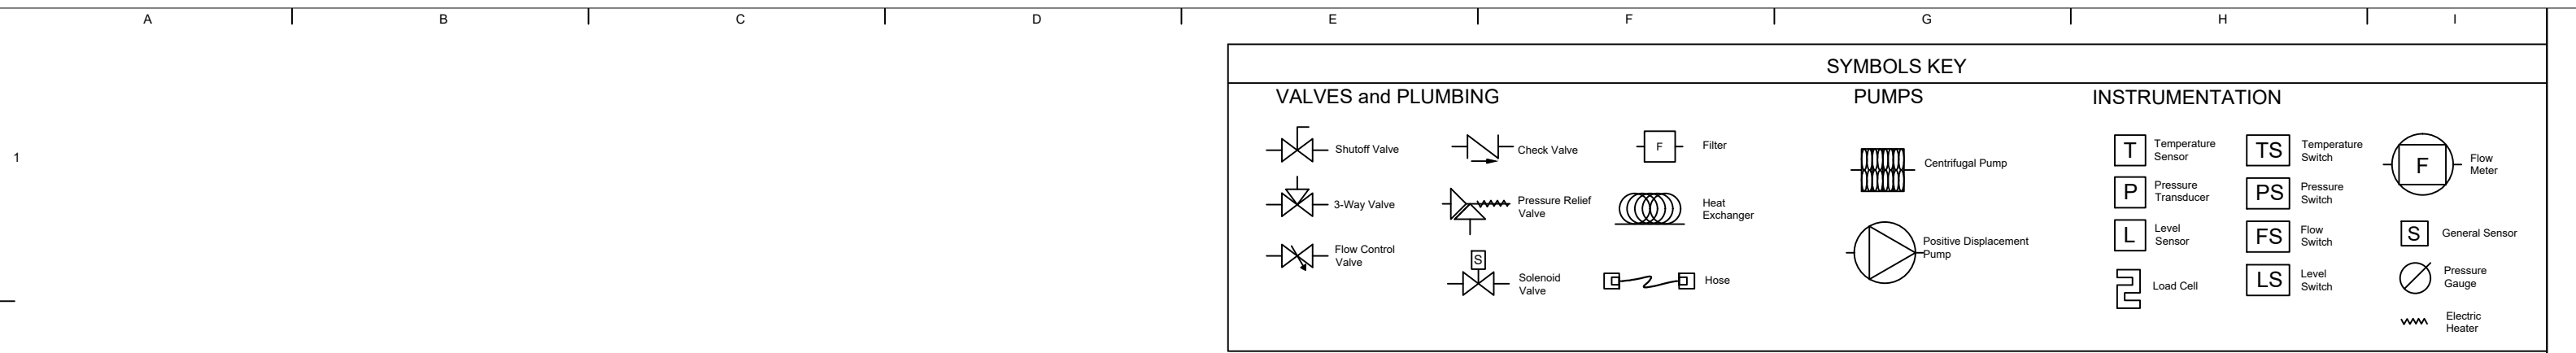 A B C D E F G H I
SYMBOLS KEY
VALVES and PLUMBING
PUMPS
INSTRUMENTATION
1
Shutoff Valve
3-Way Valve
Flow Control
Valve
Check Valve
Pressure Relief
Valve
S
Solenoid
Valve
F
Filter
Heat
Exchanger
Hose
Centrifugal Pump
Positive Displacement
Pump
T
Temperature
Sensor
P
Pressure
Transducer
L
Level
Sensor
Load Cell
TS
Temperature
Switch
PS
Pressure
Switch
FS
Flow
Switch
LS
Level
Switch
F
Flow
Meter
S
General Sensor
Pressure
Gauge
Electric
Heater